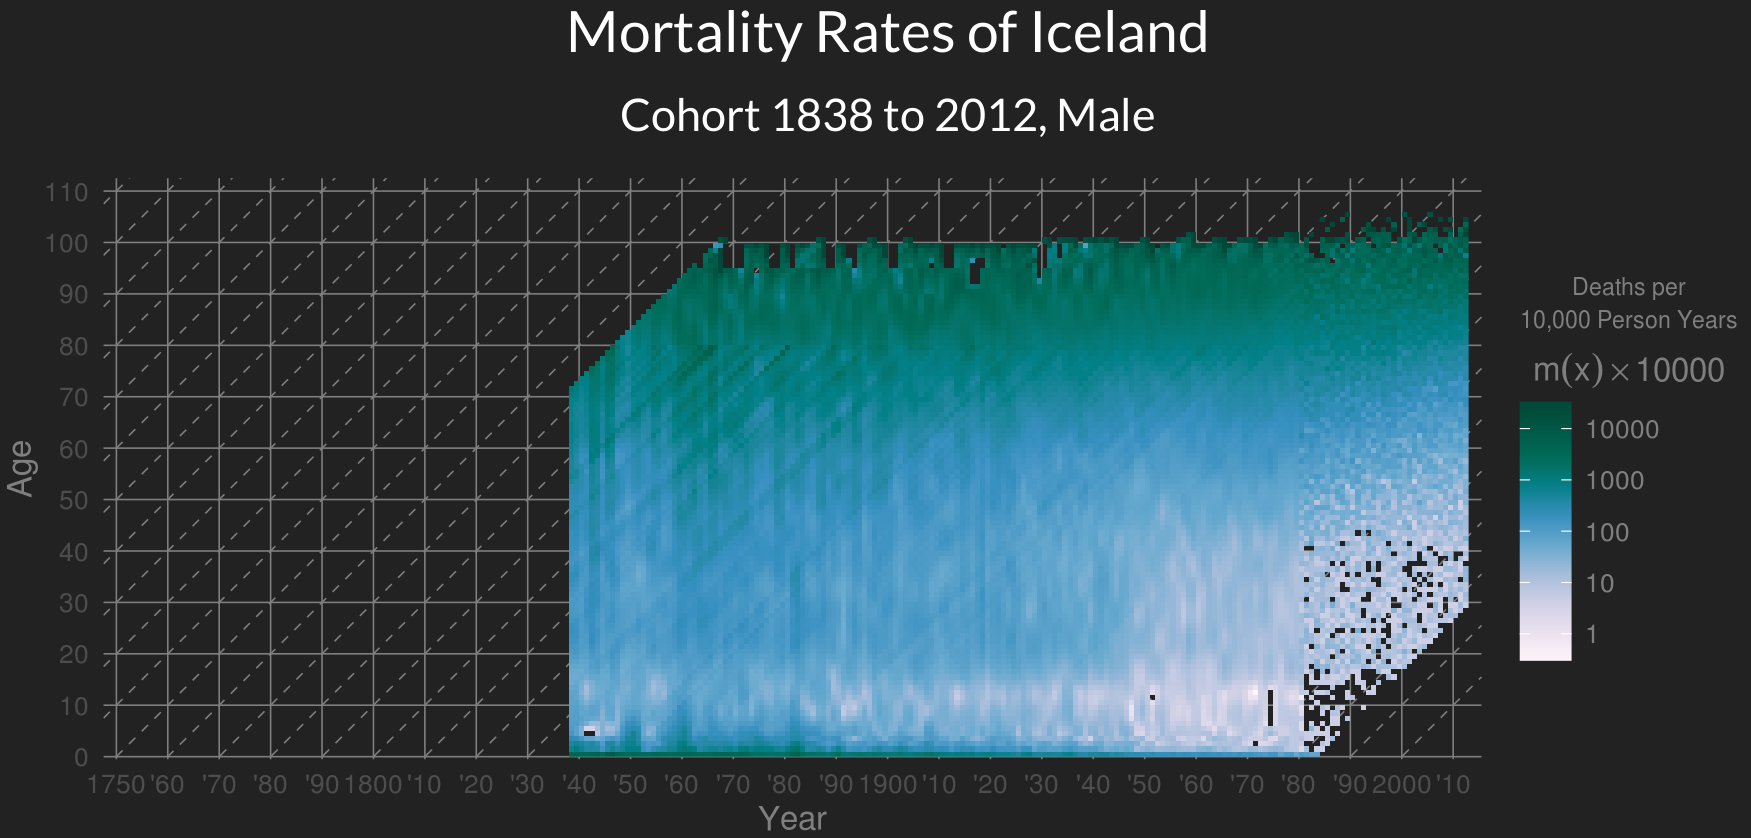 Mortality Rates of Iceland
Cohort 1838 to 2012, Male
110
100
90
80
70
60
50
40
30
20
10
0
Age
1750 '60 '70 '80 '90 1800 '10 '20 '30 '40 '50 '60 '70 '80 '90 1900 '10 '20 '30 '40 '50 '60 '70 '80 '90 2000 '10
Year
Deaths per
10,000 Person Years
m(x) × 10000
10000
1000
100
10
1